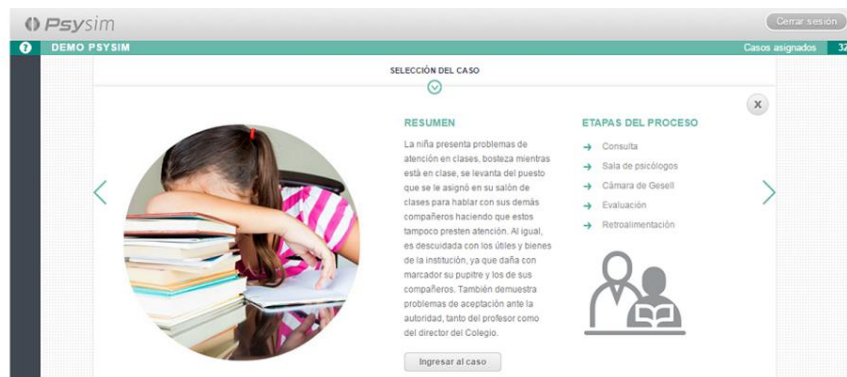 Psysim
Cerrar sesión
DEMO PSYSIM
Casos asignados 32
SELECCIÓN DEL CASO
X
RESUMEN
La niña presenta problemas de
atención en clases, bosteza mientras
está en clase, se levanta del puesto
que se le asignó en su salón de
clases para hablar con sus demás
compañeros haciendo que estos
tampoco presten atención. Al igual,
es descuidada con los útiles y bienes
de la institución, ya que daña con
marcador su pupitre y los de sus
compañeros. También demuestra
problemas de aceptación ante la
autoridad, tanto del profesor como
del director del Colegio.
Ingresar al caso
ETAPAS DEL PROCESO
Consulta
Sala de psicólogos
Cámara de Gesell
Evaluación
Retroalimentación